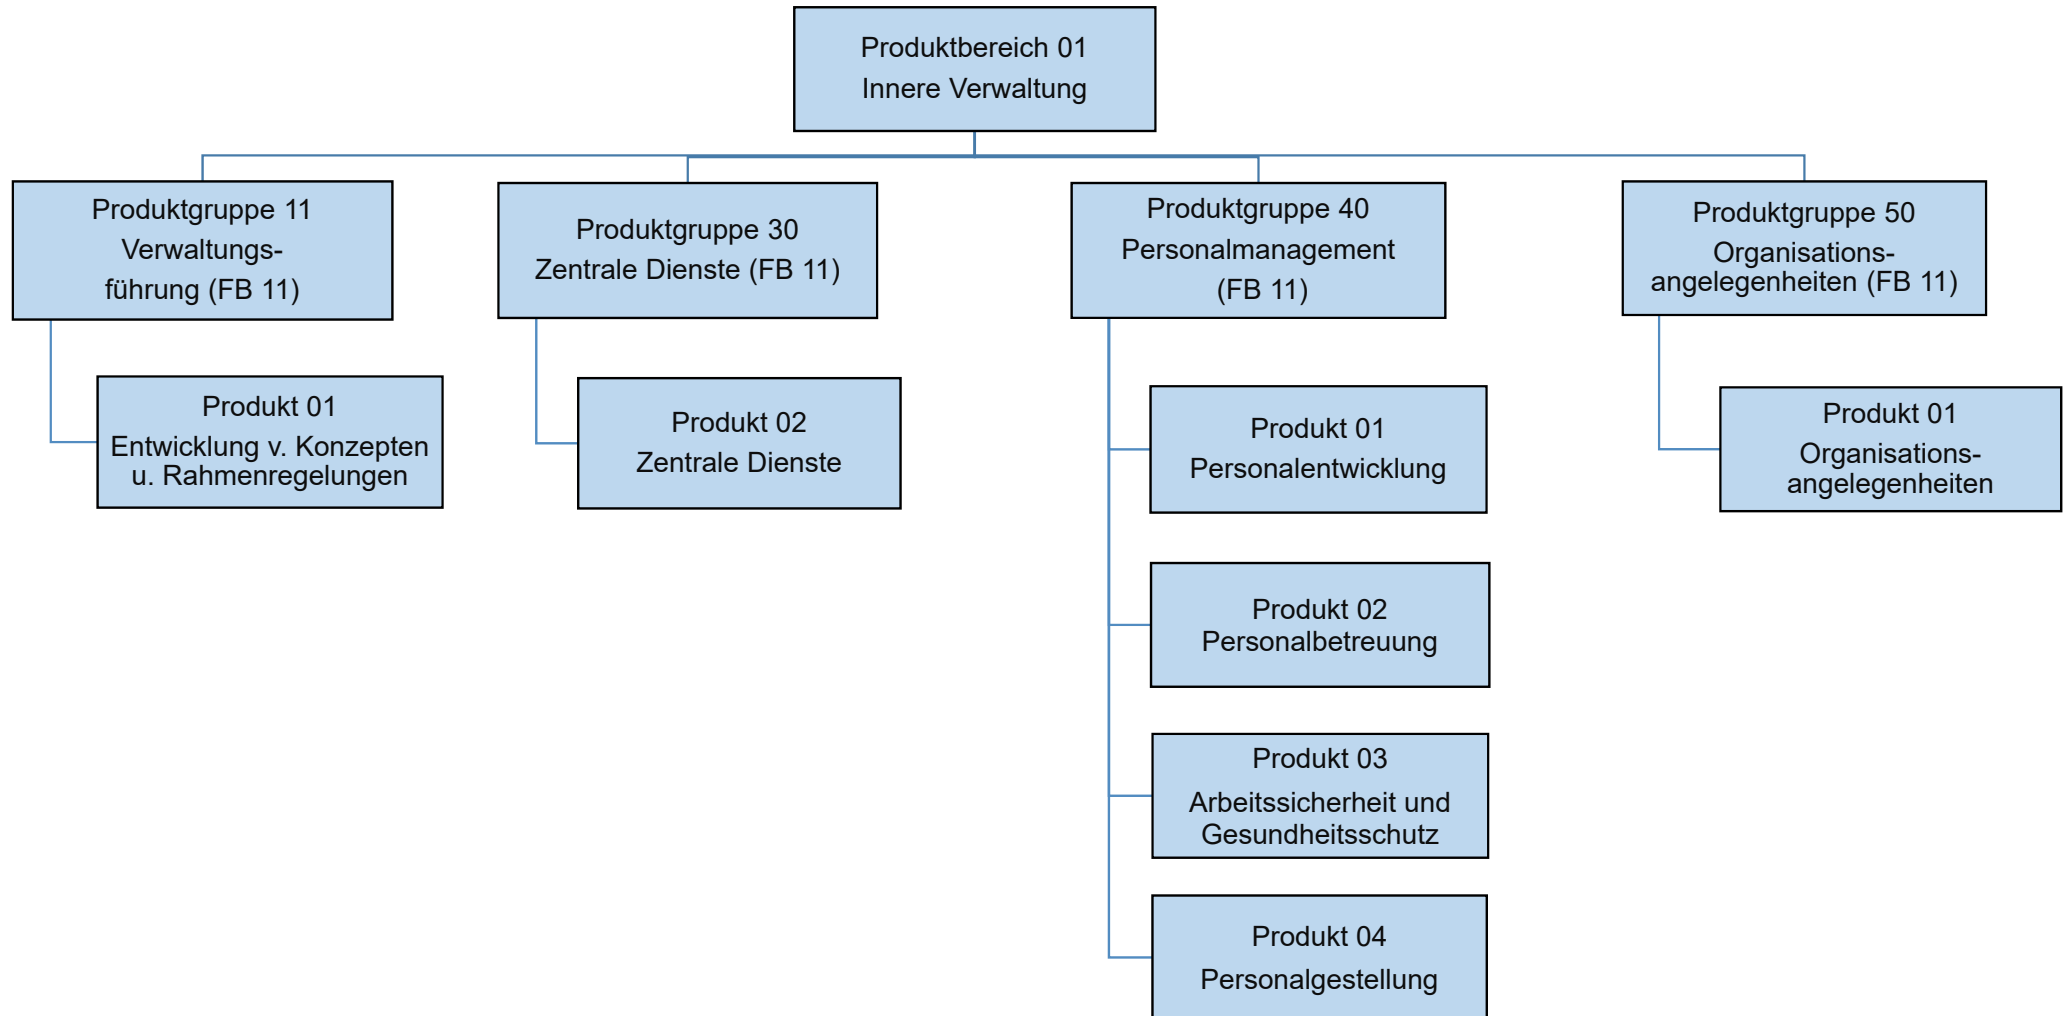 Produktbereich 01
Innere Verwaltung
Produktgruppe 11
Verwaltungs-
führung (FB 11)
Produktgruppe 30
Zentrale Dienste (FB 11)
Produktgruppe 40
Personalmanagement
(FB 11)
Produktgruppe 50
Organisations-
angelegenheiten (FB 11)
Produkt 01
Entwicklung v. Konzepten
u. Rahmenregelungen
Produkt 02
Zentrale Dienste
Produkt 01
Personalentwicklung
Produkt 01
Organisations-
angelegenheiten
Produkt 02
Personalbetreuung
Produkt 03
Arbeitssicherheit und
Gesundheitsschutz
Produkt 04
Personalgestellung